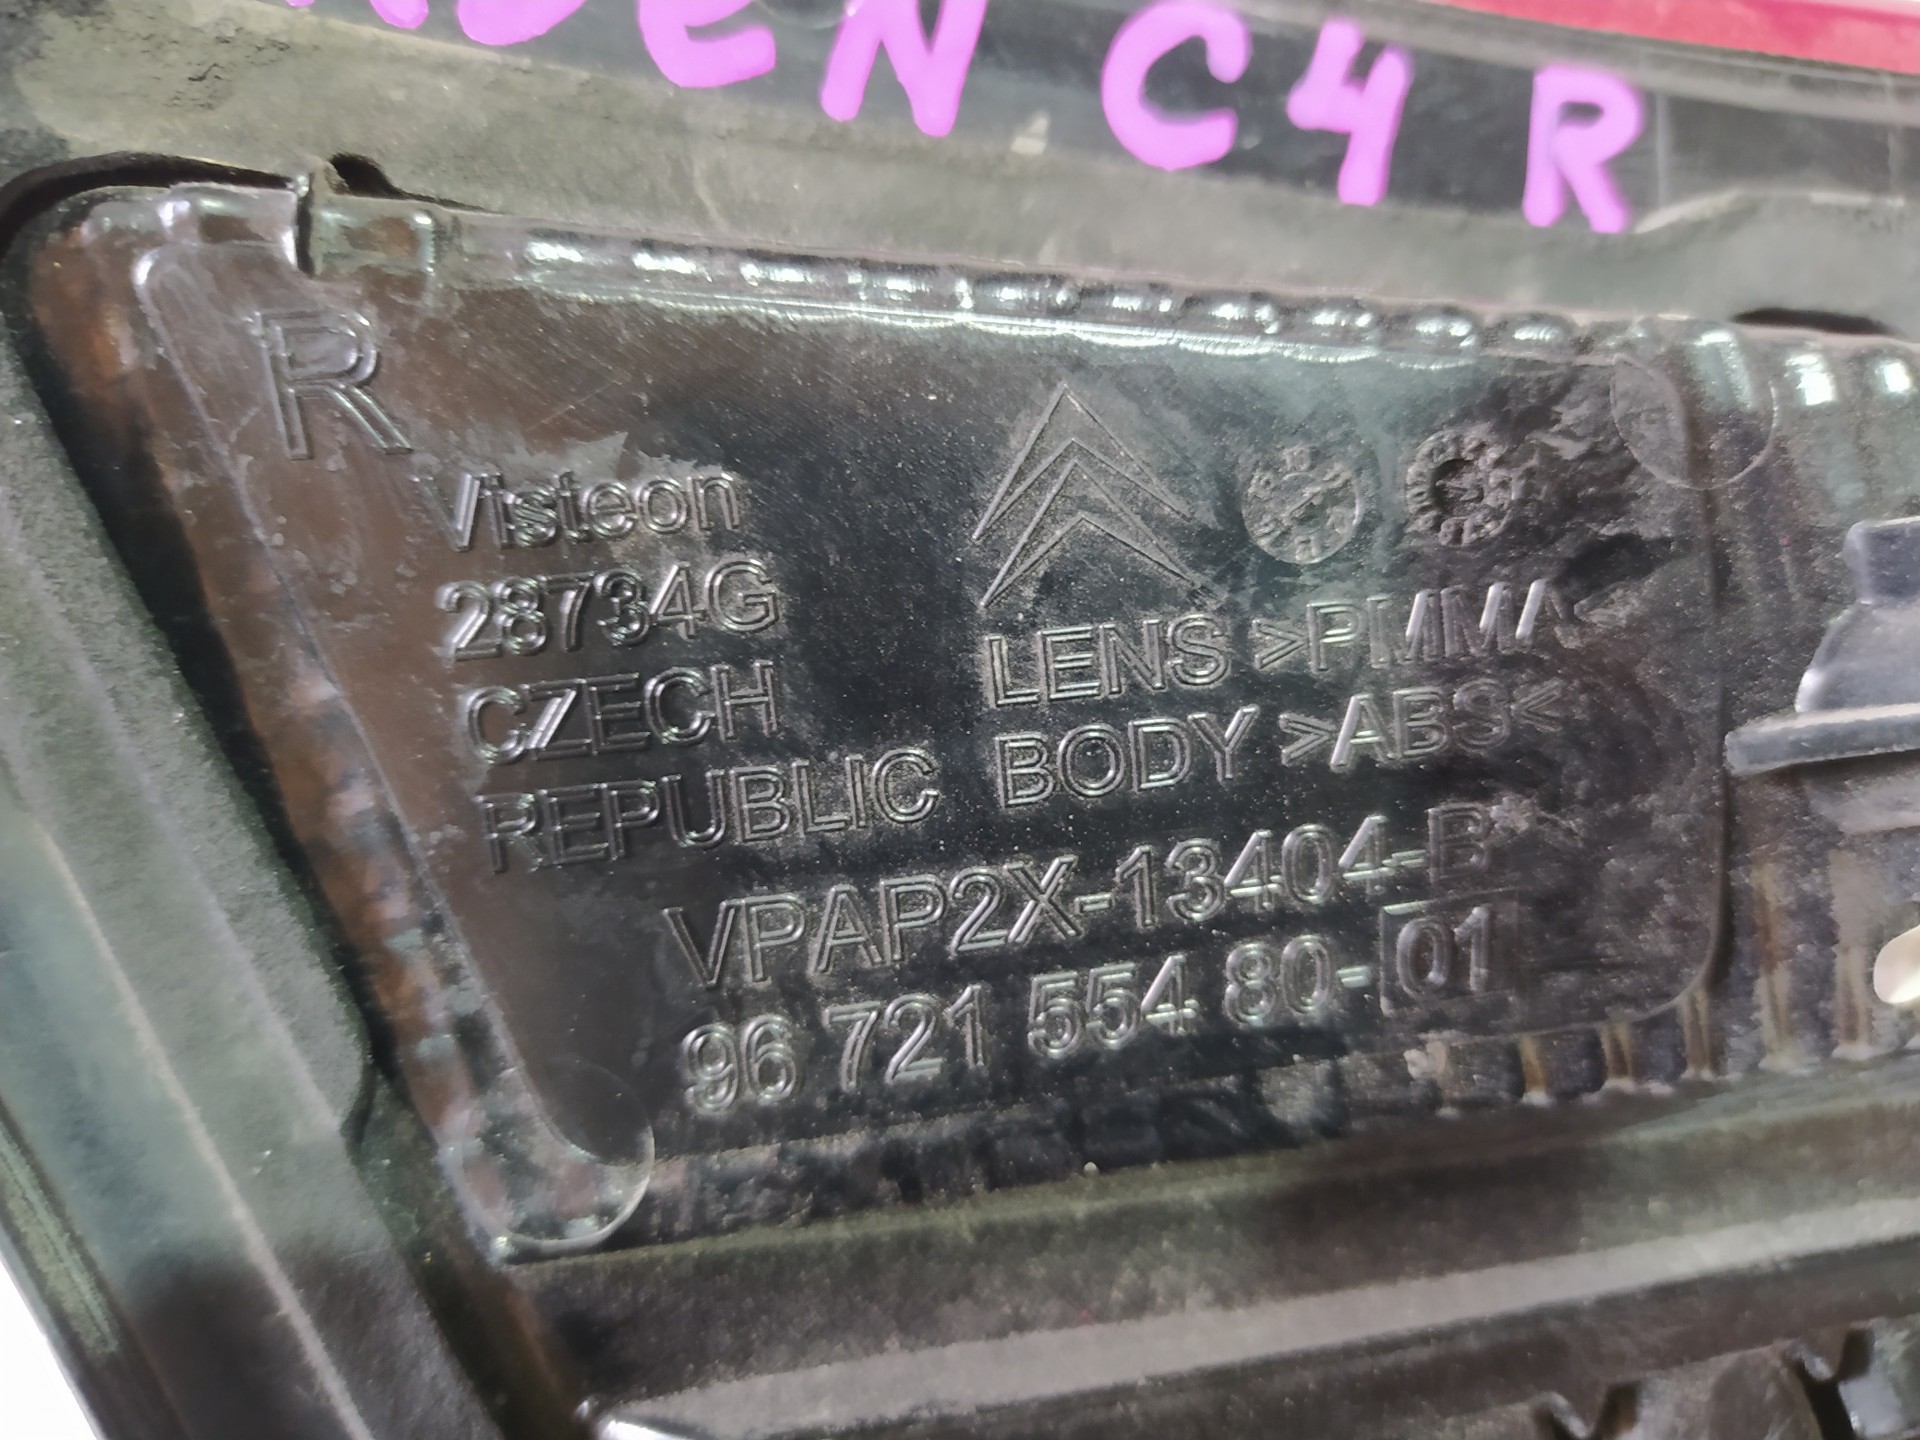 C4 R
R
Visteon
28734G
CZECH
REPUBLIC
LENS >PMMA
BODY >ABS<
VPAP2X-13404-B*
96 721 554 80-01